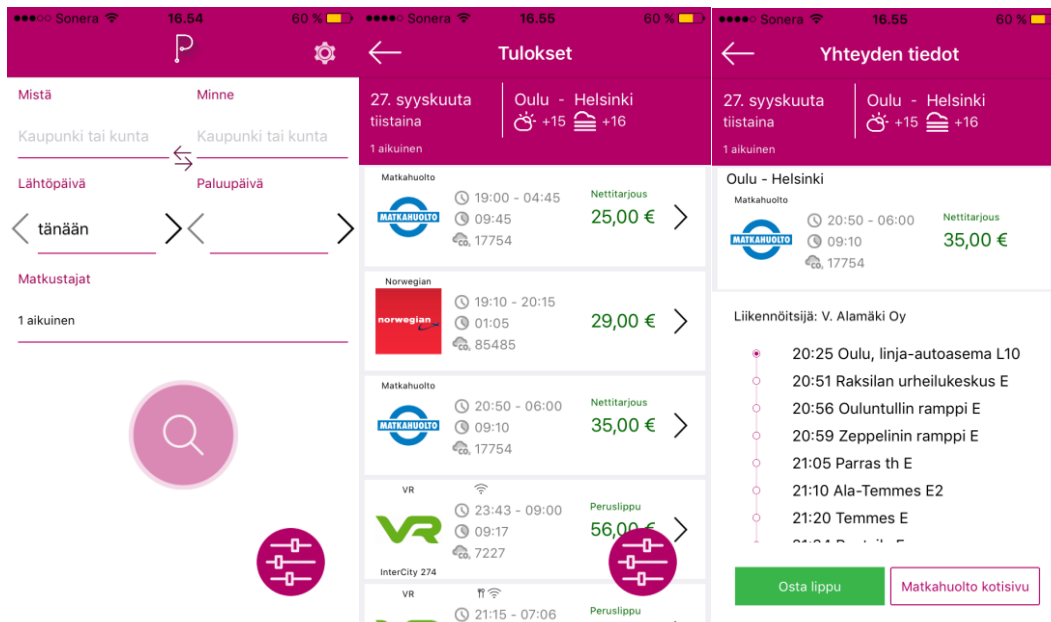 Sonera 16.54 60 %
Mistä Minne
Kaupunki tai kunta Kaupunki tai kunta
Lähtöpäivä Paluupäivä
tänään
Matkustajat
1 aikuinen
Sonera 16.55 60 %
Tulokset
27. syyskuuta Oulu - Helsinki
tiistaina +15 +16
1 aikuinen
Matkahuolto
19:00 - 04:45 Nettitarjous
MATKAHUOLTO 09:45 25,00 €
CO₂ 17754
Norwegian
19:10 - 20:15
norwegian 01:05 29,00 €
CO₂ 85485
Matkahuolto
20:50 - 06:00 Nettitarjous
MATKAHUOLTO 09:10 35,00 €
CO₂ 17754
VR
23:43 - 09:00 Peruslippu
VR 09:17 56,00 €
CO₂ 7227
InterCity 274
VR
21:15 - 07:06 Peruslippu
Sonera 16.55 60 %
Yhteyden tiedot
27. syyskuuta Oulu - Helsinki
tiistaina +15 +16
1 aikuinen
Oulu - Helsinki
Matkahuolto
20:50 - 06:00 Nettitarjous
MATKAHUOLTO 09:10 35,00 €
CO₂ 17754
Liikennöitsijä: V. Alamäki Oy
20:25 Oulu, linja-autoasema L10
20:51 Raksilan urheilukeskus E
20:56 Ouluntullin ramppi E
20:59 Zeppelinin ramppi E
21:05 Parras th E
21:10 Ala-Temmes E2
21:20 Temmes E
Osta lippu Matkahuolto kotisivu